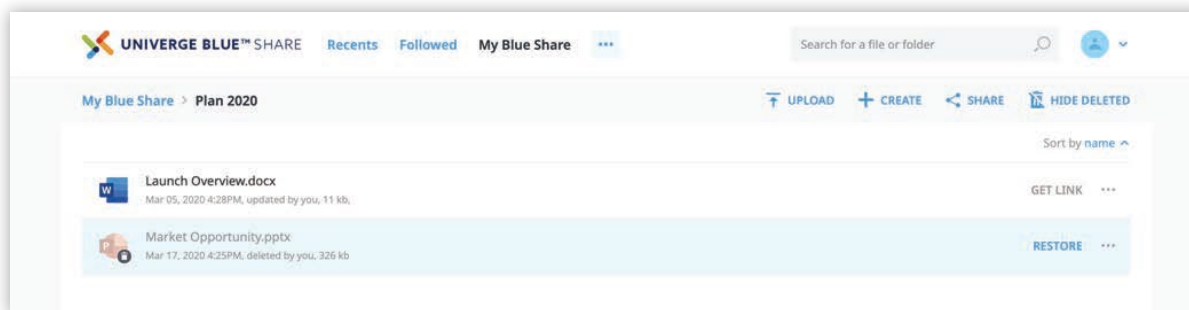 UNIVERGE BLUE™ SHARE Recents Followed My Blue Share ••• Search for a file or folder
My Blue Share > Plan 2020 UPLOAD CREATE SHARE HIDE DELETED
Sort by name
W Launch Overview.docx
Mar 05, 2020 4:28PM, updated by you, 11 kb,
GET LINK •••
P Market Opportunity.pptx
Mar 17, 2020 4:25PM, deleted by you, 326 kb
RESTORE •••